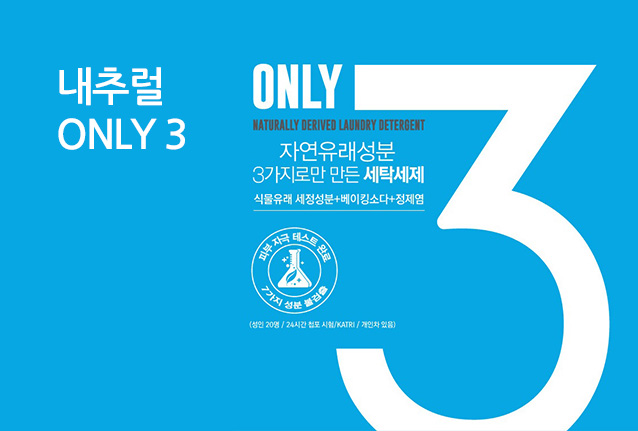 내추럴
ONLY 3
ONLY 3
NATURALLY DERIVED LAUNDRY DETERGENT
자연유래성분
3가지로만 만든 세탁세제
식물유래 세정성분+베이킹소다+정제염
피부 자극 테스트 완료
7가지 성분 불검출
(성인 20명 / 24시간 첩포 시험/KATRI / 개인차 있음)